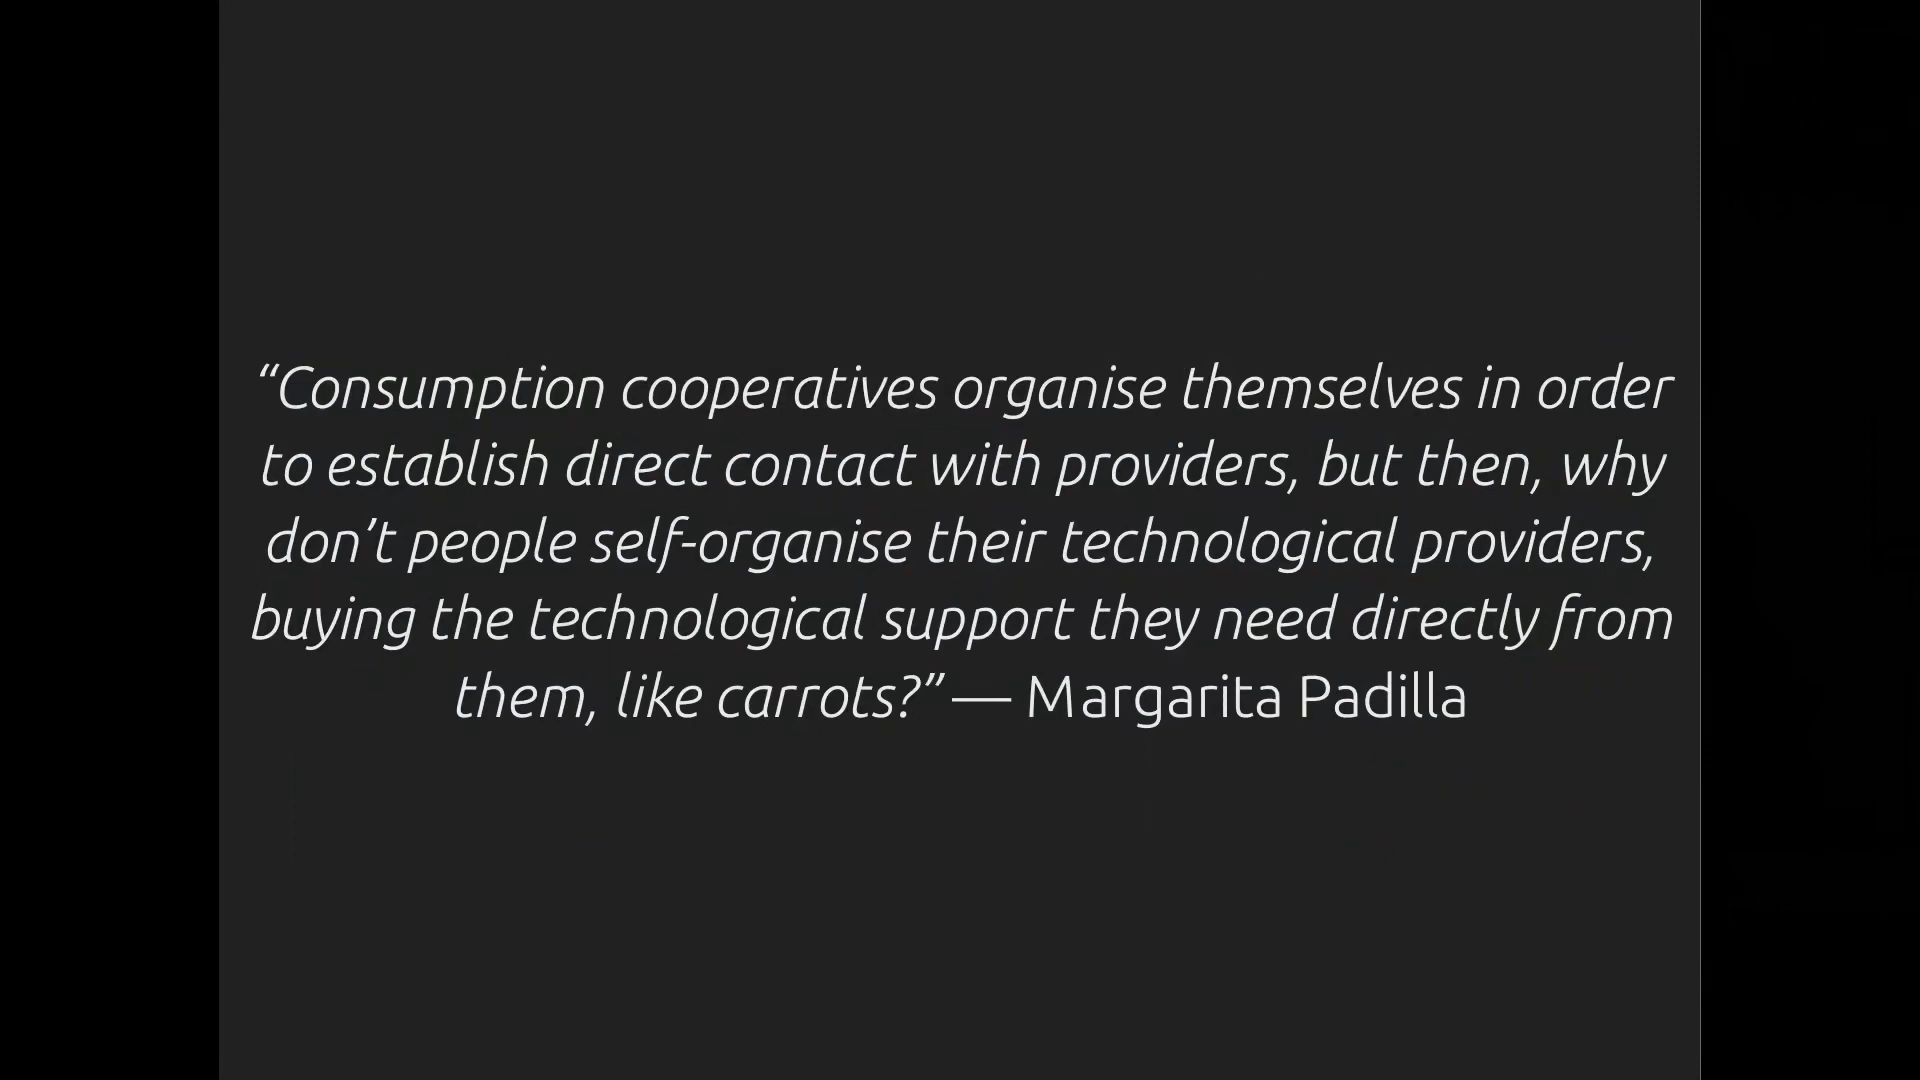 “Consumption cooperatives organise themselves in order
to establish direct contact with providers, but then, why
don’t people self-organise their technological providers,
buying the technological support they need directly from
them, like carrots?” — Margarita Padilla